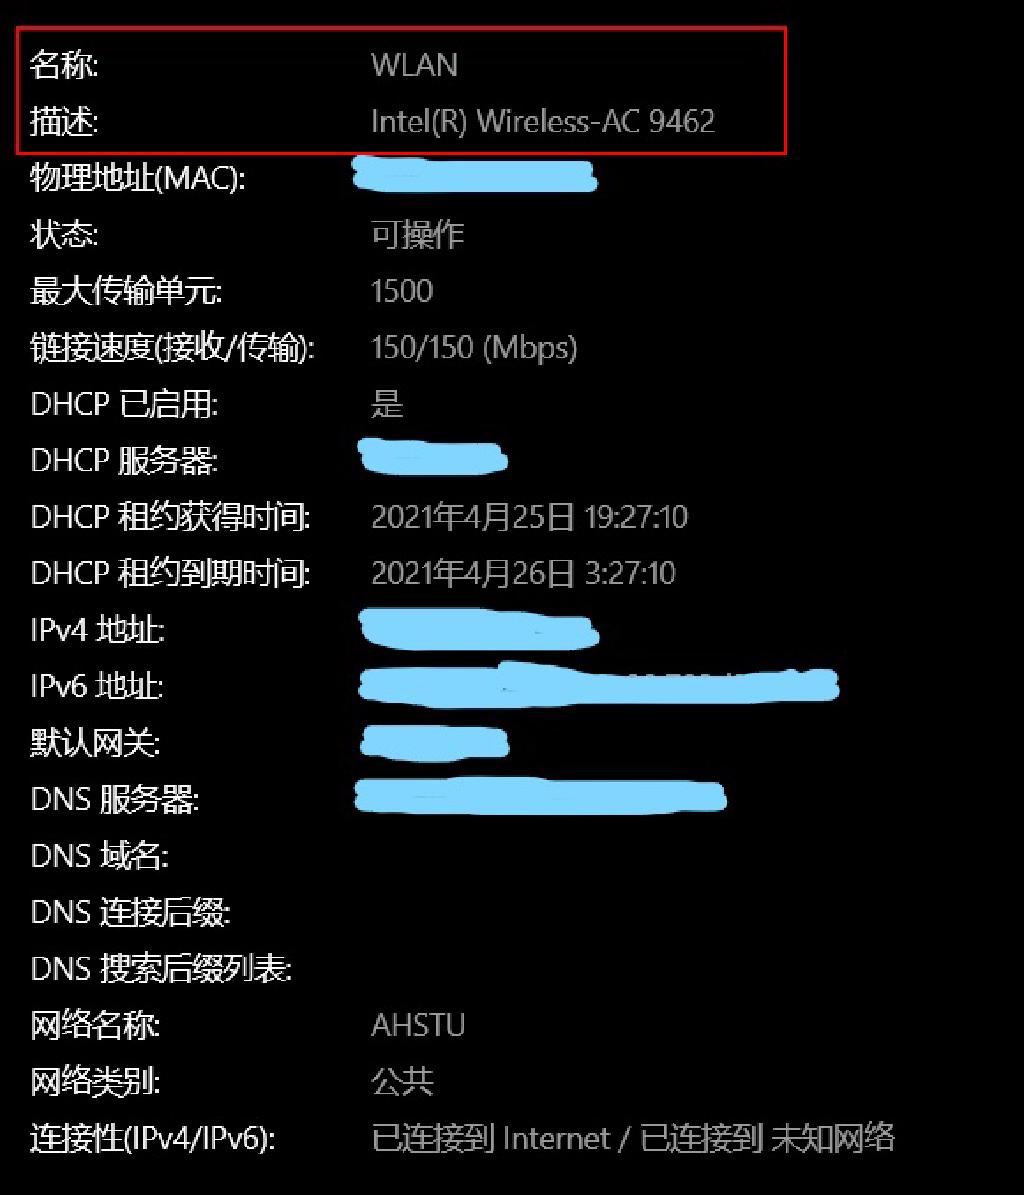 名称: WLAN
描述: Intel(R) Wireless-AC 9462
物理地址(MAC):
状态: 可操作
最大传输单元: 1500
链接速度(接收/传输): 150/150 (Mbps)
DHCP 已启用: 是
DHCP 服务器:
DHCP 租约获得时间: 2021年4月25日 19:27:10
DHCP 租约到期时间: 2021年4月26日 3:27:10
IPv4 地址:
IPv6 地址:
默认网关:
DNS 服务器:
DNS 域名:
DNS 连接后缀:
DNS 搜索后缀列表:
网络名称: AHSTU
网络类别: 公共
连接性(IPv4/IPv6): 已连接到 Internet / 已连接到 未知网络